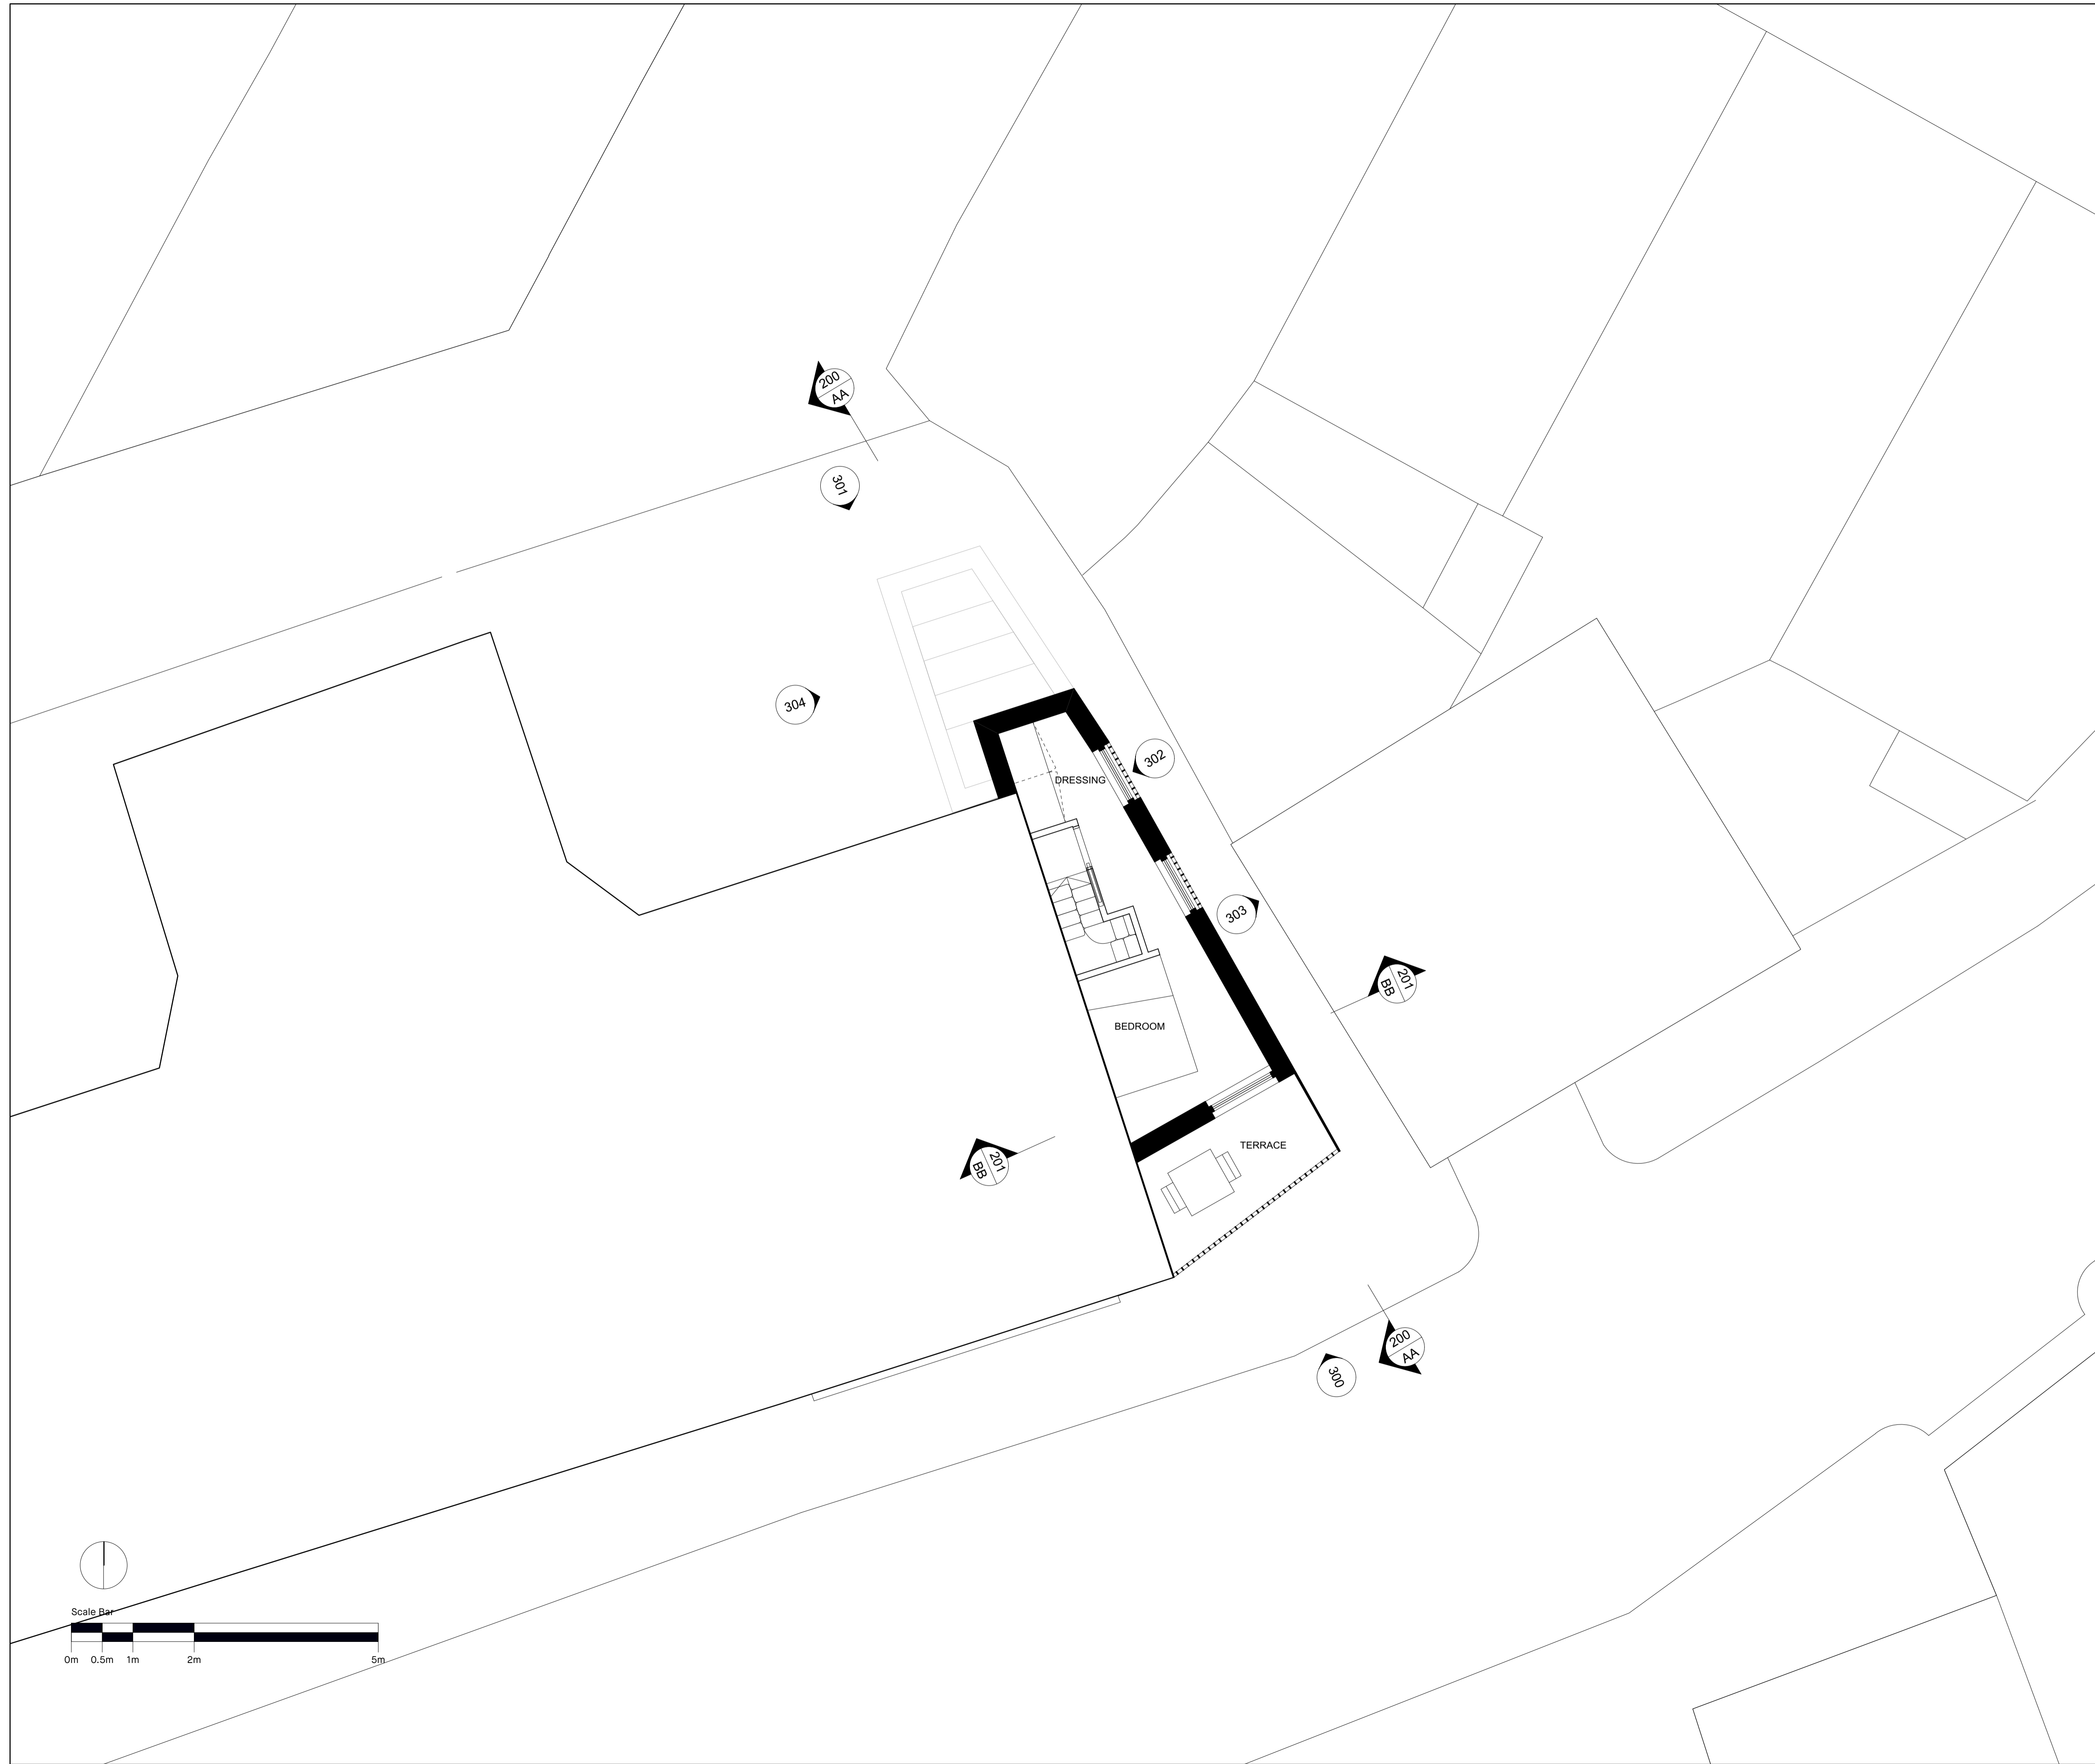 200
AA
301
304
302
DRESSING
303
201
BB
BEDROOM
TERRACE
201
BB
200
AA
300
Scale Bar
0m 0.5m 1m 2m 5m